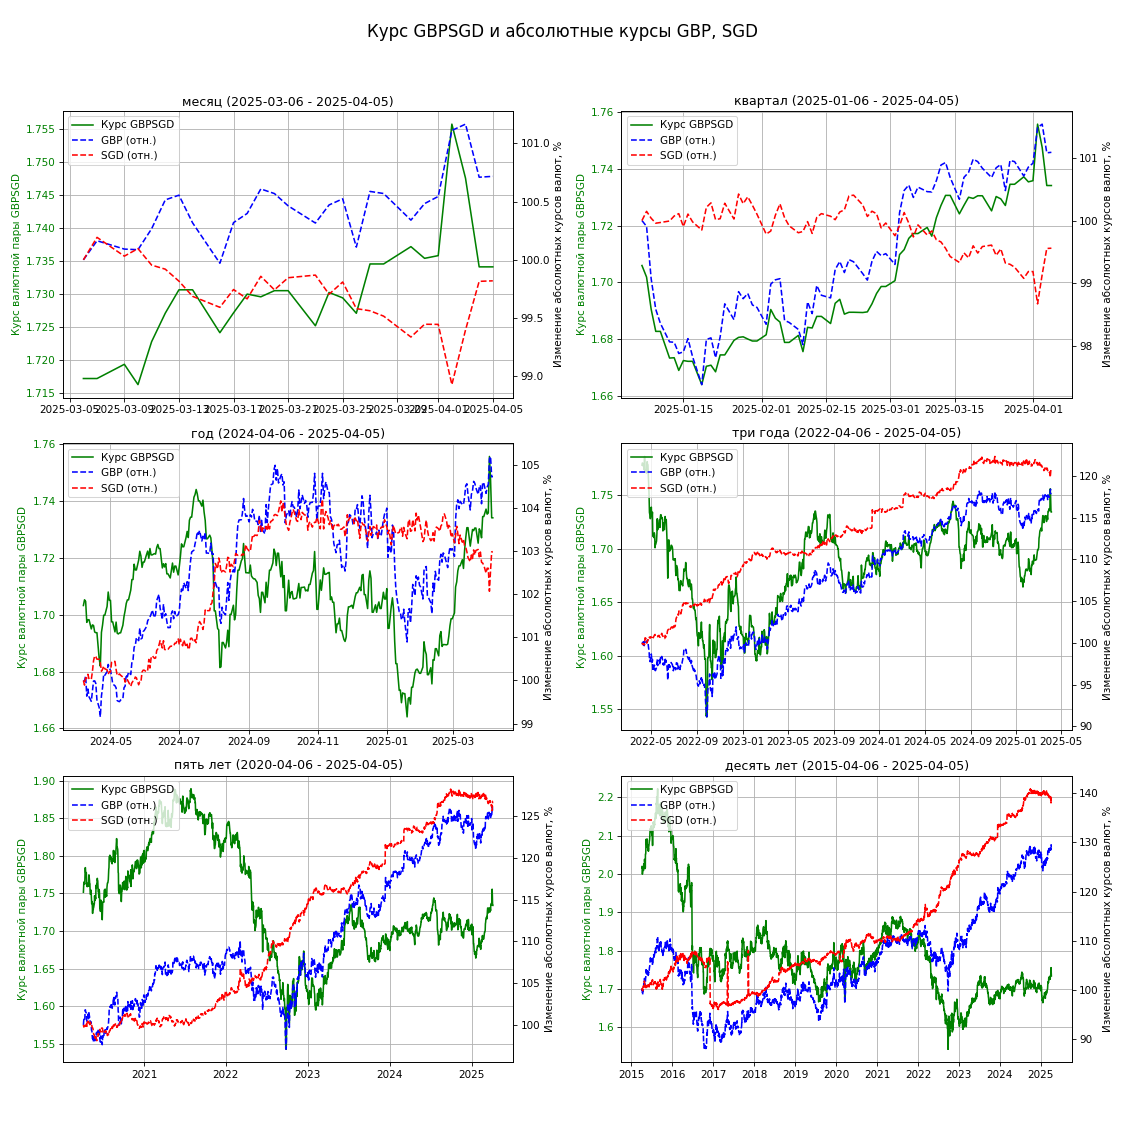 Курс GBPSGD и абсолютные курсы GBP, SGD
месяц (2025-03-06 - 2025-04-05)
Курс валютной пары GBPSGD
1.755
1.750
1.745
1.740
1.735
1.730
1.725
1.720
1.715
Курс GBPSGD
GBP (отн.)
SGD (отн.)
101.0
100.5
100.0
99.5
99.0
Изменение абсолютных курсов валют, %
2025-03-05 2025-03-09 2025-03-13 2025-03-17 2025-03-21 2025-03-25 2025-03-29 2025-04-01 2025-04-05
квартал (2025-01-06 - 2025-04-05)
Курс валютной пары GBPSGD
1.76
1.74
1.72
1.70
1.68
1.66
Курс GBPSGD
GBP (отн.)
SGD (отн.)
101
100
99
98
Изменение абсолютных курсов валют, %
2025-01-15 2025-02-01 2025-02-15 2025-03-01 2025-03-15 2025-04-01
год (2024-04-06 - 2025-04-05)
Курс валютной пары GBPSGD
1.76
1.74
1.72
1.70
1.68
1.66
Курс GBPSGD
GBP (отн.)
SGD (отн.)
105
104
103
102
101
100
99
Изменение абсолютных курсов валют, %
2024-05 2024-07 2024-09 2024-11 2025-01 2025-03
три года (2022-04-06 - 2025-04-05)
Курс валютной пары GBPSGD
1.75
1.70
1.65
1.60
1.55
Курс GBPSGD
GBP (отн.)
SGD (отн.)
120
115
110
105
100
95
90
Изменение абсолютных курсов валют, %
2022-05 2022-09 2023-01 2023-05 2023-09 2024-01 2024-05 2024-09 2025-01 2025-05
пять лет (2020-04-06 - 2025-04-05)
Курс валютной пары GBPSGD
1.90
1.85
1.80
1.75
1.70
1.65
1.60
1.55
Курс GBPSGD
GBP (отн.)
SGD (отн.)
125
120
115
110
105
100
Изменение абсолютных курсов валют, %
2021 2022 2023 2024 2025
десять лет (2015-04-06 - 2025-04-05)
Курс валютной пары GBPSGD
2.2
2.1
2.0
1.9
1.8
1.7
1.6
Курс GBPSGD
GBP (отн.)
SGD (отн.)
140
130
120
110
100
90
Изменение абсолютных курсов валют, %
2015 2016 2017 2018 2019 2020 2021 2022 2023 2024 2025